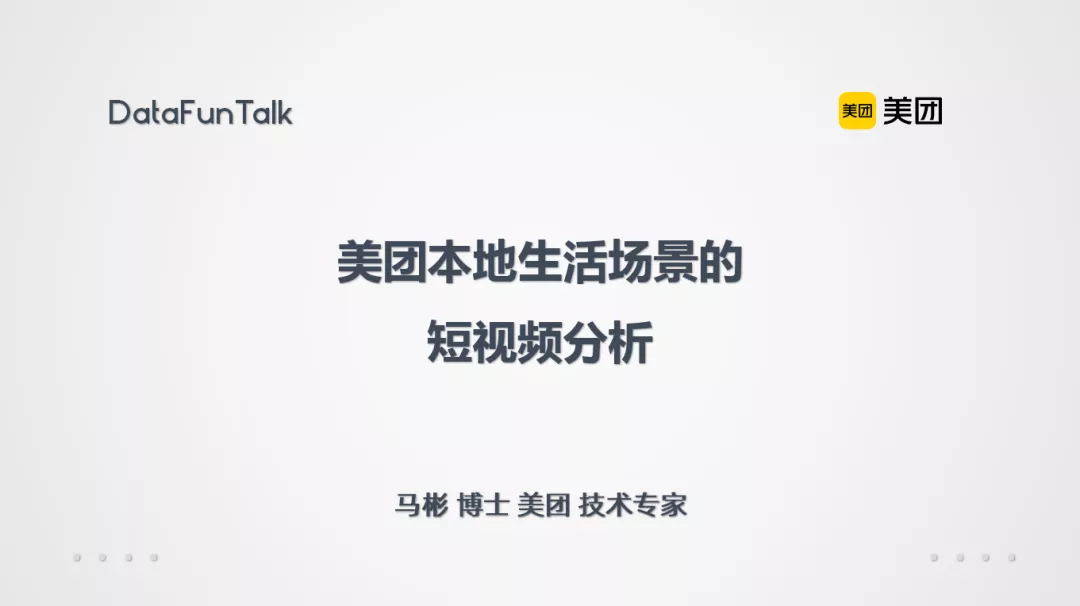 DataFunTalk
美团 美团
美团本地生活场景的
短视频分析
马彬 博士 美团 技术专家